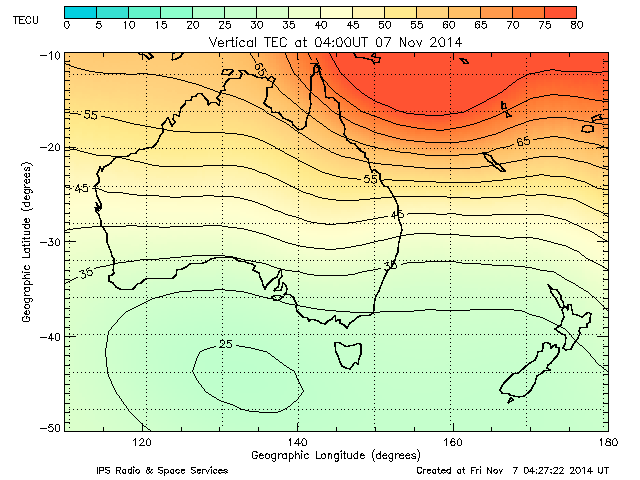 TECU
0 5 10 15 20 25 30 35 40 45 50 55 60 65 70 75 80
Vertical TEC at 04:00UT 07 Nov 2014
Geographic Latitude (degrees)
-10
-20
-30
-40
-50
65
55
65
55
45
45
35
35
25
120 140 160 180
Geographic Longitude (degrees)
IPS Radio & Space Services Created at Fri Nov 7 04:27:22 2014 UT